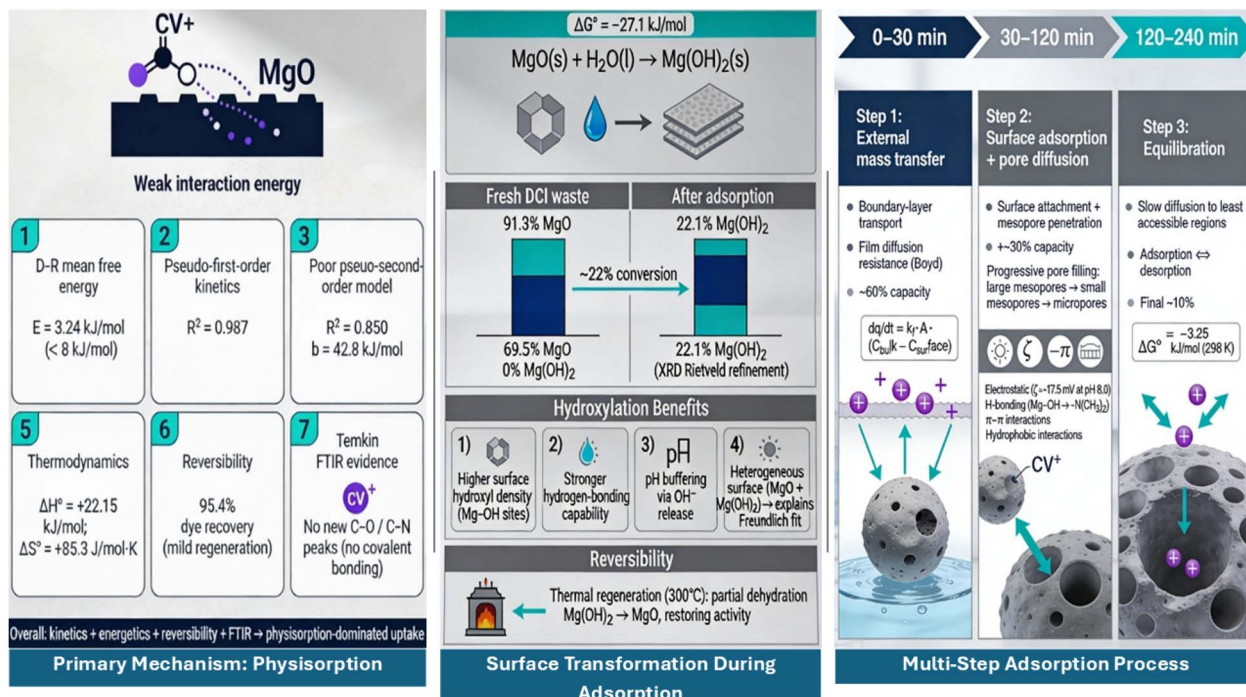 CV+
MgO
Weak interaction energy
1
D–R mean free
energy
E = 3.24 kJ/mol
(< 8 kJ/mol)
2
Pseudo-first-order
kinetics
R² = 0.987
3
Poor pseuo-second-
order model
R² = 0.850
b = 42.8 kJ/mol
5
Thermodynamics
ΔH° = +22.15
kJ/mol;
ΔS° = +85.3 J/mol·K
6
Reversibility
95.4%
dye recovery
(mild regeneration)
7
Temkin
FTIR evidence
CV+
No new C–O / C–N
peaks (no covalent
bonding)
Overall: kinetics + energetics + reversibility + FTIR → physisorption-dominated uptake
Primary Mechanism: Physisorption
ΔG° = −27.1 kJ/mol
MgO(s) + H₂O(l) → Mg(OH)₂(s)
Fresh DCI waste
After adsorption
91.3% MgO
22.1% Mg(OH)₂
~22% conversion
69.5% MgO
0% Mg(OH)₂
22.1% Mg(OH)₂
(XRD Rietveld refinement)
Hydroxylation Benefits
1)
Higher surface
hydroxyl density
(Mg–OH sites)
2)
Stronger
hydrogen-bonding
capability
3)
pH
pH buffering
via OH⁻
release
4)
Heterogeneous
surface (MgO +
Mg(OH)₂) → explains
Freundlich fit
Reversibility
Thermal regeneration (300°C): partial dehydration
Mg(OH)₂ → MgO, restoring activity
Surface Transformation During
Adsorption
0–30 min
30–120 min
120–240 min
Step 1:
External
mass transfer
• Boundary-layer
transport
• Film diffusion
resistance (Boyd)
• ~60% capacity
dq/dt = kf·A·
(Cbulk − Csurface)
+ + + + + +
Step 2:
Surface adsorption
+ pore diffusion
• Surface attachment +
mesopore penetration
• +~30% capacity
Progressive pore filling:
large mesopores → small
mesopores → micropores
ζ
−π
Electrostatic (ζ=-17.5 mV at pH 8.0)
H-bonding (Mg–OH → -N(CH₃)₂)
π–π interactions
Hydrophobic interactions
CV+
Step 3:
Equilibration
• Slow diffusion to least
accessible regions
• Adsorption ⇔
desorption
• Final ~10%
ΔG° = −3.25
kJ/mol (298 K)
+ + + +
Multi-Step Adsorption Process